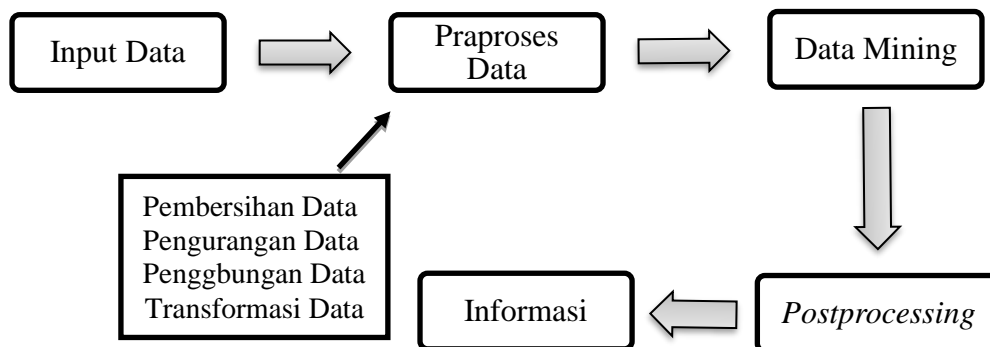 Input Data
Praproses
Data
Data Mining
Pembersihan Data
Pengurangan Data
Penggbungan Data
Transformasi Data
Informasi
Postprocessing